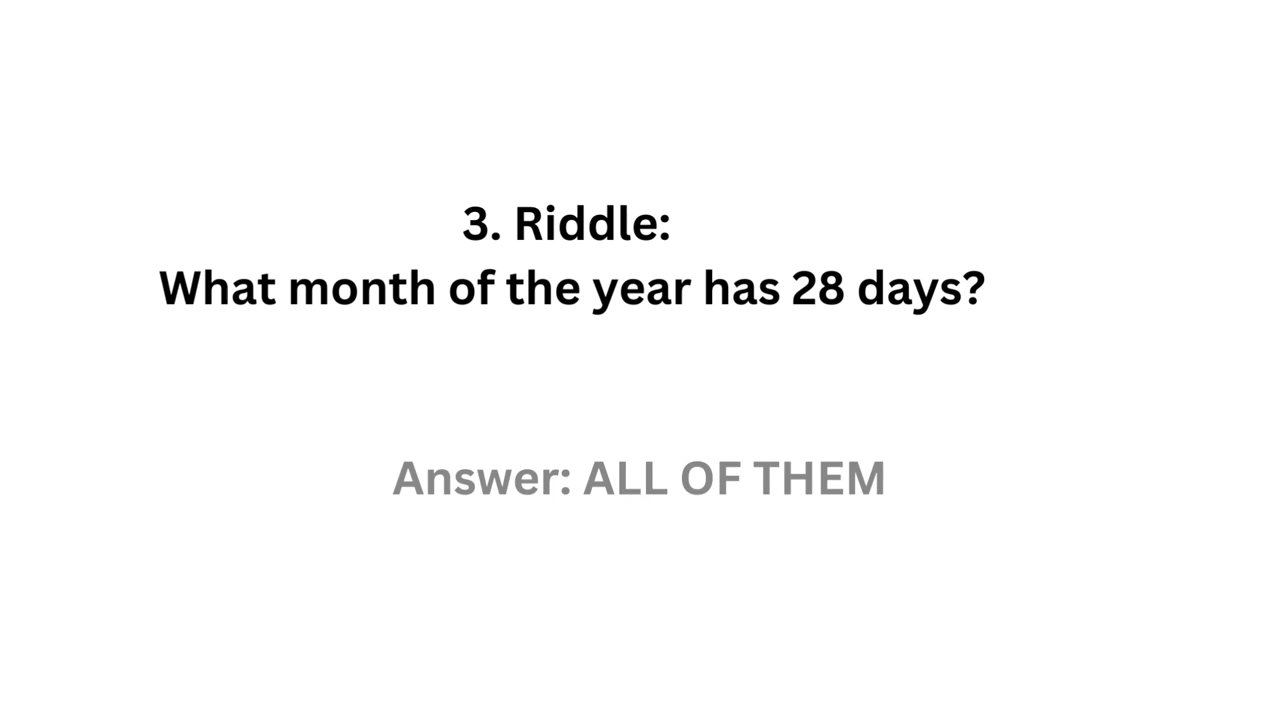 3. Riddle:
What month of the year has 28 days?
Answer: ALL OF THEM